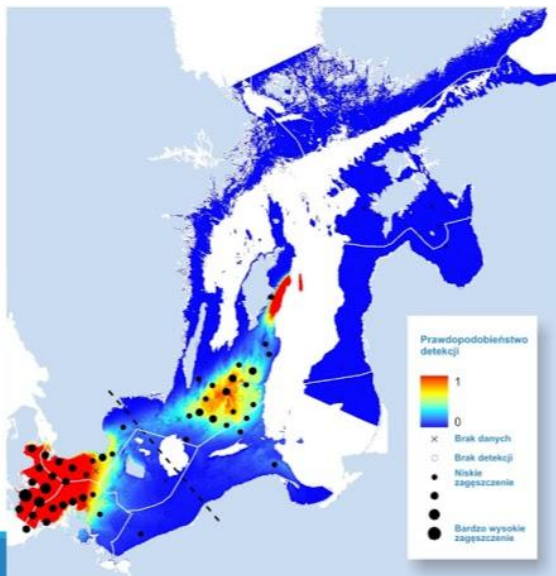 Prawdopodobieństwo
detekcji
1
0
Brak danych
Brak detekcji
Niskie
zagęszczenie
Bardzo wysokie
zagęszczenie